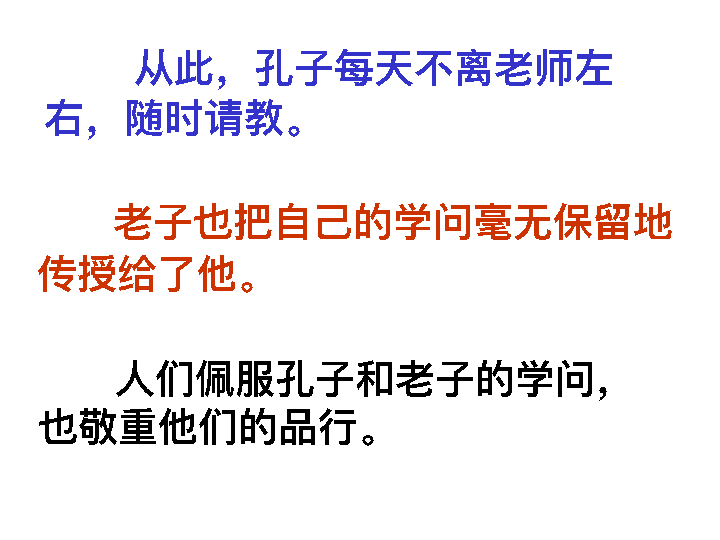 从此，孔子每天不离老师左
右，随时请教。
老子也把自己的学问毫无保留地
传授给了他。
人们佩服孔子和老子的学问，
也敬重他们的品行。